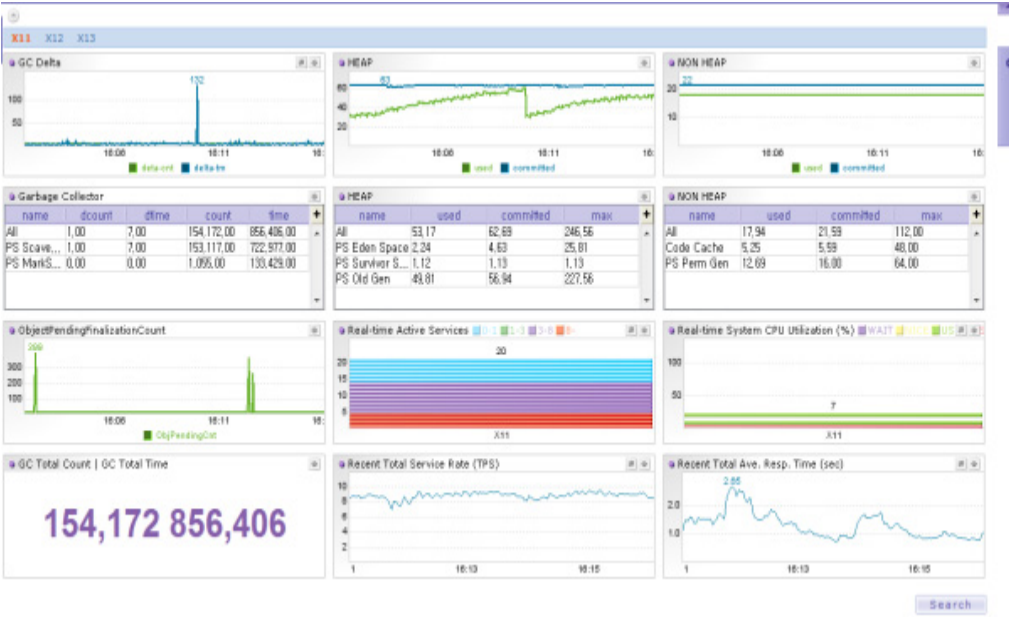 X11 X12 X13
GC Delta
132
100
50
16:06 16:11 16:
delta-cnt delta-tm
HEAP
63
60
40
20
16:06 16:11 16:
used committed
NON HEAP
22
20
10
16:06 16:11 16:
used committed
Garbage Collector
name dcount dtime count time +
All 1,00 7,00 154,172,00 856,406,00
PS Scave... 1,00 7,00 153,117,00 722,977,00
PS MarkS... 0,00 0,00 1,055,00 133,429,00
HEAP
name used committed max +
All 53,17 62,69 246,56
PS Eden Space 2,24 4,63 25,81
PS Survivor S... 1,12 1,13 1,13
PS Old Gen 49,81 56,94 227,56
NON HEAP
name used committed max +
All 17,94 21,59 112,00
Code Cache 5,25 5,59 48,00
PS Perm Gen 12,69 16,00 64,00
ObjectPendingFinalizationCount
399
300
200
100
16:06 16:11 16:
ObjPendingCnt
Real-time Active Services 0-1 1-3 3-8 8-
20
20
15
10
5
X11
Real-time System CPU Utilization (%) WAIT NICE US S
100
50
7
X11
GC Total Count | GC Total Time
154,172 856,406
Recent Total Service Rate (TPS)
10
8
6
4
2
1 16:13 16:15
Recent Total Ave. Resp. Time (sec)
2.65
2.0
1.0
1 16:13 16:15
Search